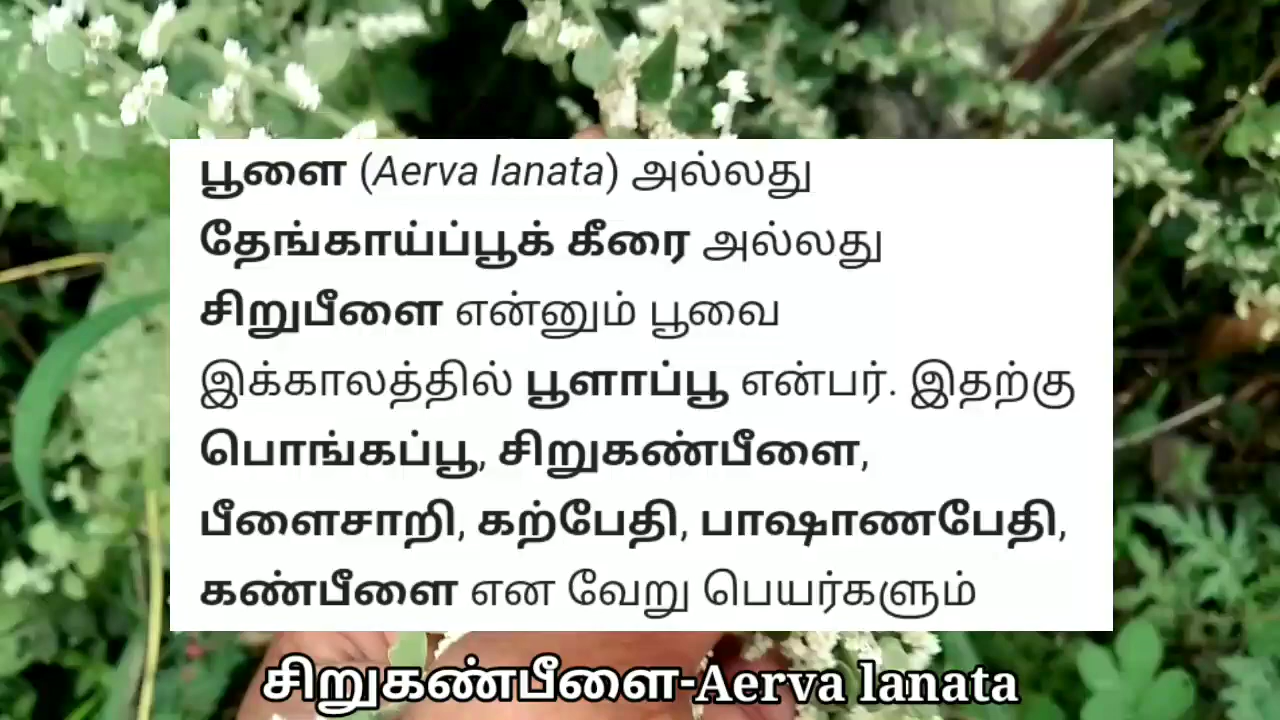 பூளை (Aerva lanata) அல்லது
தேங்காய்ப்பூக் கீரை அல்லது
சிறுபீளை என்னும் பூவை
இக்காலத்தில் பூளாப்பூ என்பர். இதற்கு
பொங்கப்பூ, சிறுகண்பீளை,
பீளைசாறி, கற்பேதி, பாஷாணபேதி,
கண்பீளை என வேறு பெயர்களும்
சிறுகண்பீளை-Aerva lanata